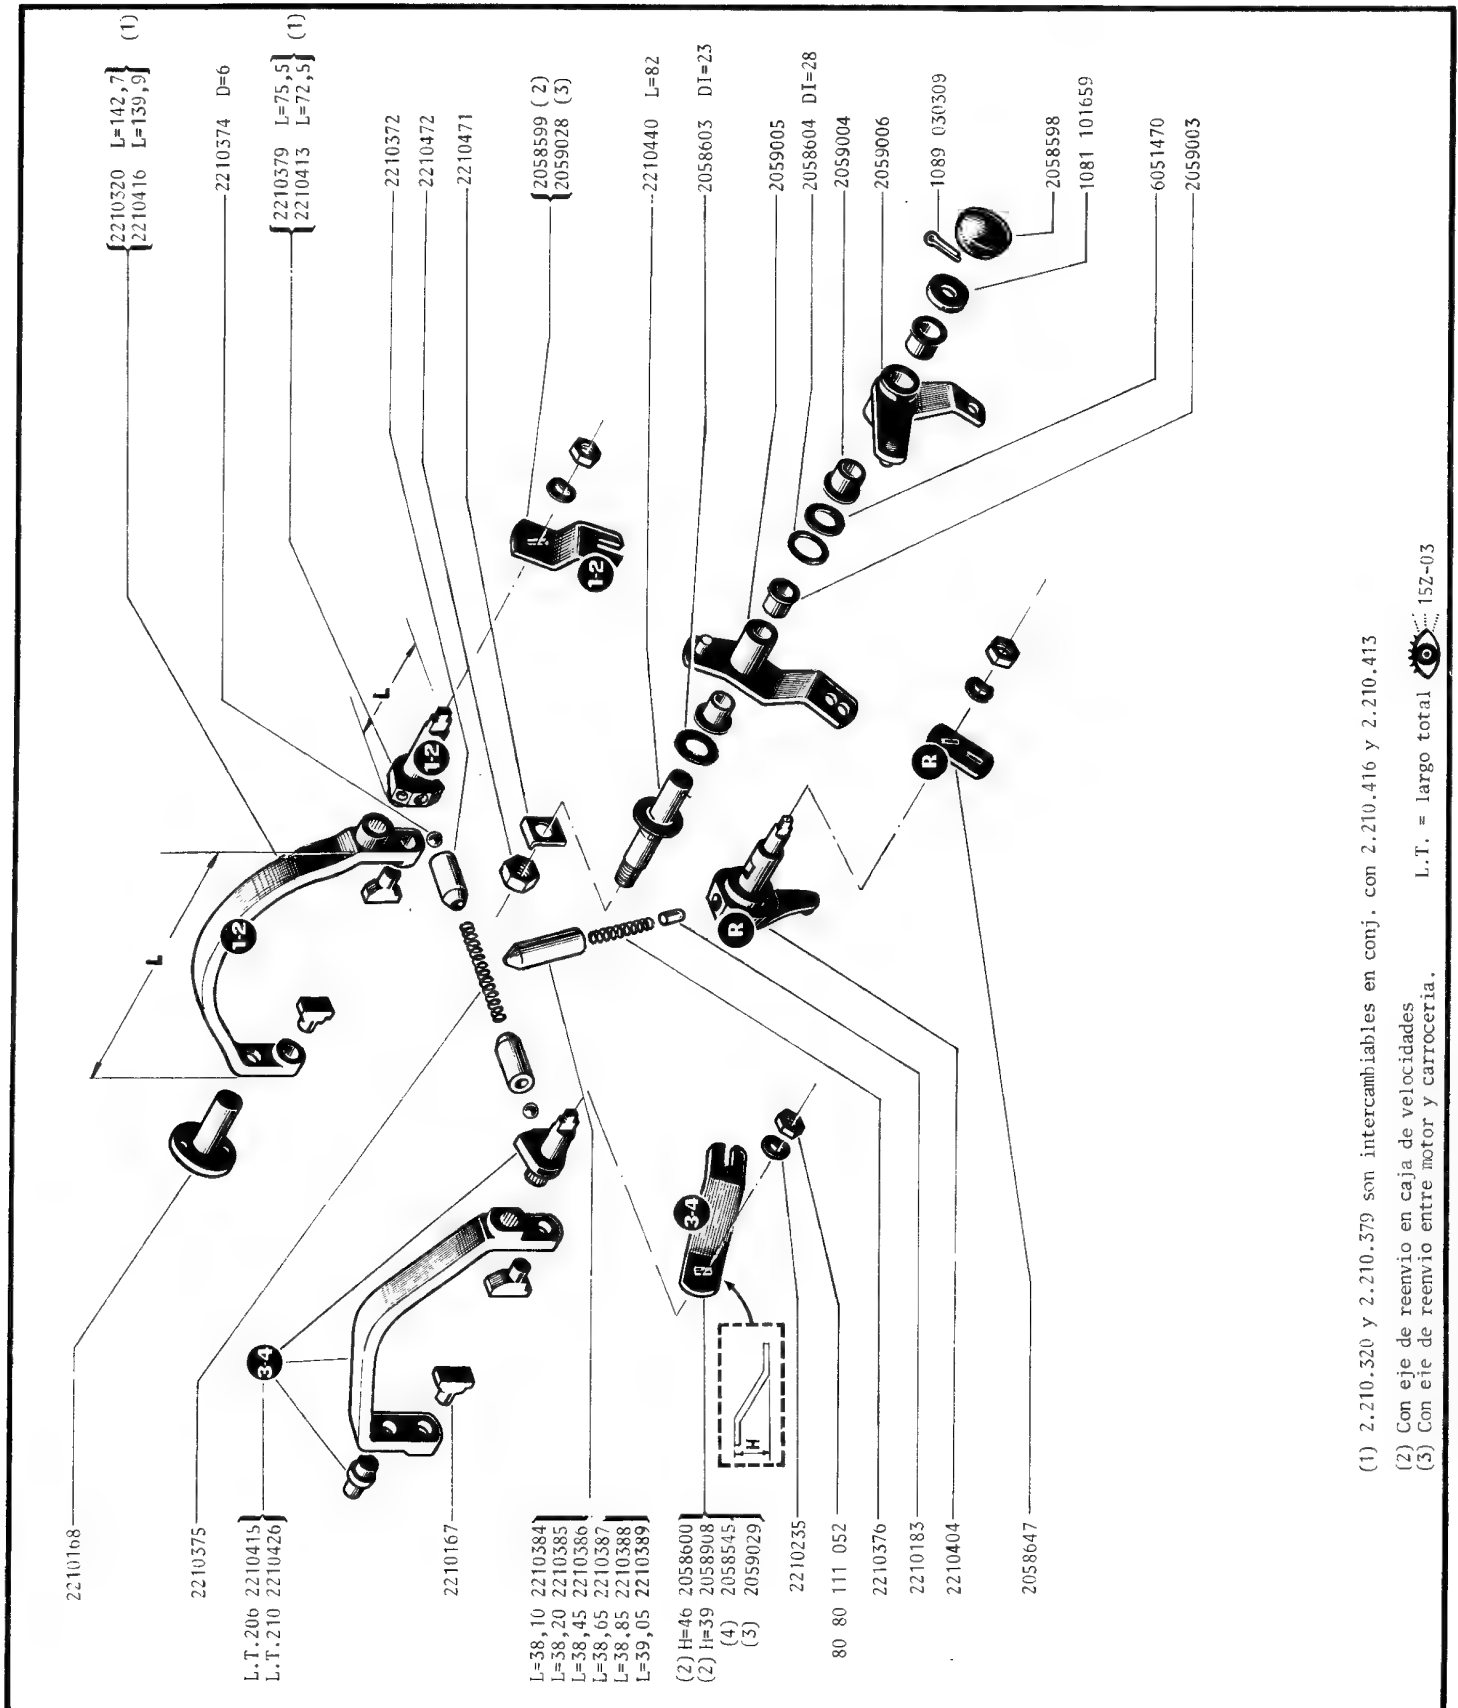 2210168
2210375
L.T.206 2210415
L.T.210 2210426
2210167
L=38,10 2210384
L=38,20 2210385
L=38,45 2210386
L=38,65 2210387
L=38,85 2210388
L=39,05 2210389
(2) H=46 2058600
(2) H=39 2058908
(4) 2058545
(3) 2059029
2210235
80 80 111 052
2210376
2210183
2210404
2058647
2210320 L=142,7 (1)
2210416 L=139,9
2210374 D=6
2210379 L=75,5 (1)
2210413 L=72,5
2210372
2210472
2210471
2058599 (2)
2059028 (3)
2210440 L=82
2058603 DI=23
2059005
2058604 DI=28
2059004
2059006
1089 030309
2058598
1081 101659
6051470
2059003
L
1-2
L
1-2
1-2
3-4
3-4
H
R
R
(1) 2.210.320 y 2.210.379 son intercambiables en conj. con 2.210.416 y 2.210.413
(2) Con eje de reenvio en caja de velocidades
L.T. = largo total
15Z-03
(3) Con eje de reenvio entre motor y carroceria.